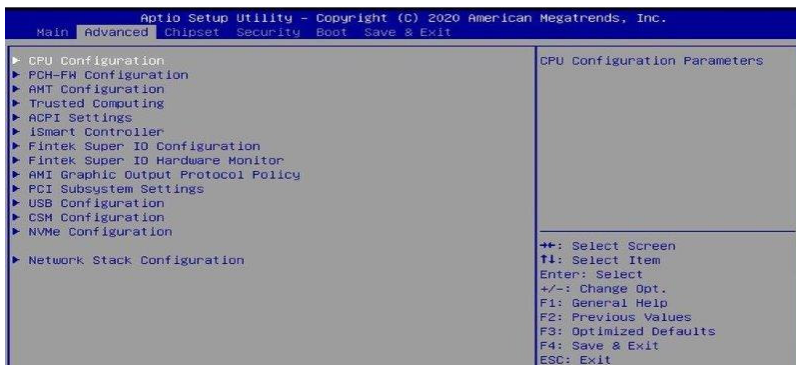 Aptio Setup Utility – Copyright (C) 2020 American Megatrends, Inc.
Main Advanced Chipset Security Boot Save & Exit
▶ CPU Configuration
▶ PCH-FW Configuration
▶ AMT Configuration
▶ Trusted Computing
▶ ACPI Settings
▶ iSmart Controller
▶ Fintek Super IO Configuration
▶ Fintek Super IO Hardware Monitor
▶ AMI Graphic Output Protocol Policy
▶ PCI Subsystem Settings
▶ USB Configuration
▶ CSM Configuration
▶ NVMe Configuration
▶ Network Stack Configuration
CPU Configuration Parameters
→←: Select Screen
↑↓: Select Item
Enter: Select
+/-: Change Opt.
F1: General Help
F2: Previous Values
F3: Optimized Defaults
F4: Save & Exit
ESC: Exit